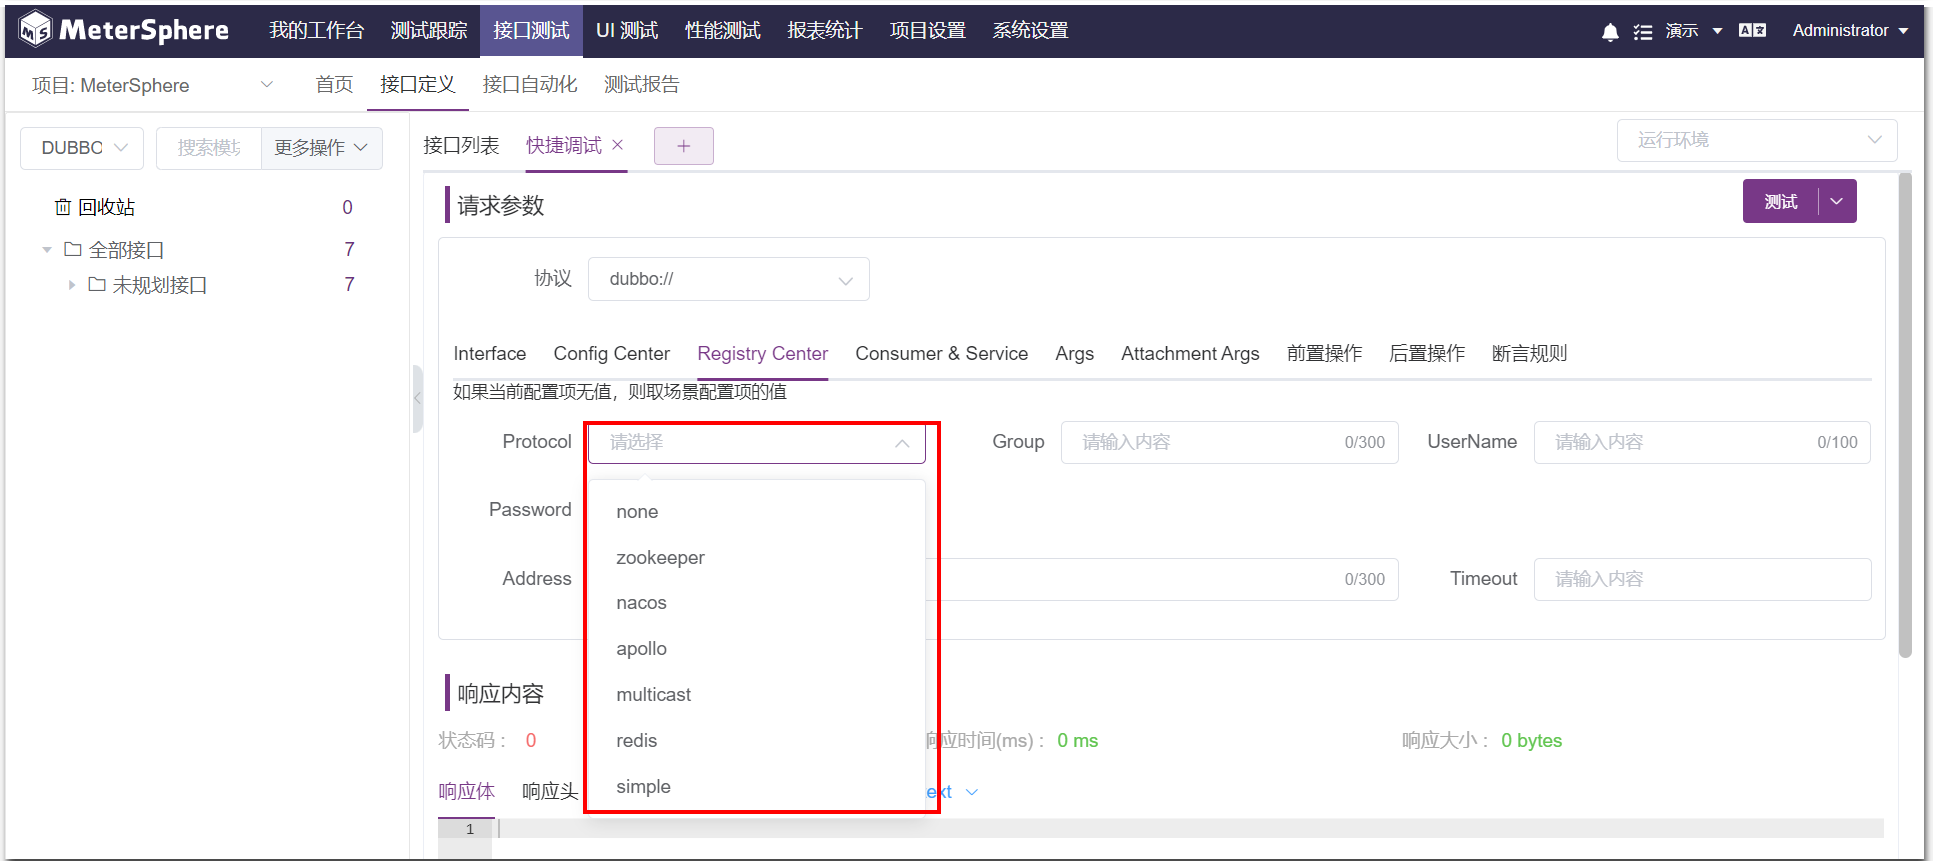 MeterSphere 我的工作台 测试跟踪 接口测试 UI 测试 性能测试 报表统计 项目设置 系统设置 演示 Administrator
项目: MeterSphere 首页 接口定义 接口自动化 测试报告
DUBBO 搜索模块 更多操作 接口列表 快捷调试 运行环境
回收站 0
全部接口 7
未规划接口 7
请求参数 测试
协议 dubbo://
Interface Config Center Registry Center Consumer & Service Args Attachment Args 前置操作 后置操作 断言规则
如果当前配置项无值，则取场景配置项的值
Protocol 请选择 Group 请输入内容 0/300 UserName 请输入内容 0/100
Password
Address 0/300 Timeout 请输入内容
none
zookeeper
nacos
apollo
multicast
redis
simple
响应内容
状态码 : 0 响应时间(ms) : 0 ms 响应大小 : 0 bytes
响应体 响应头 ext
1